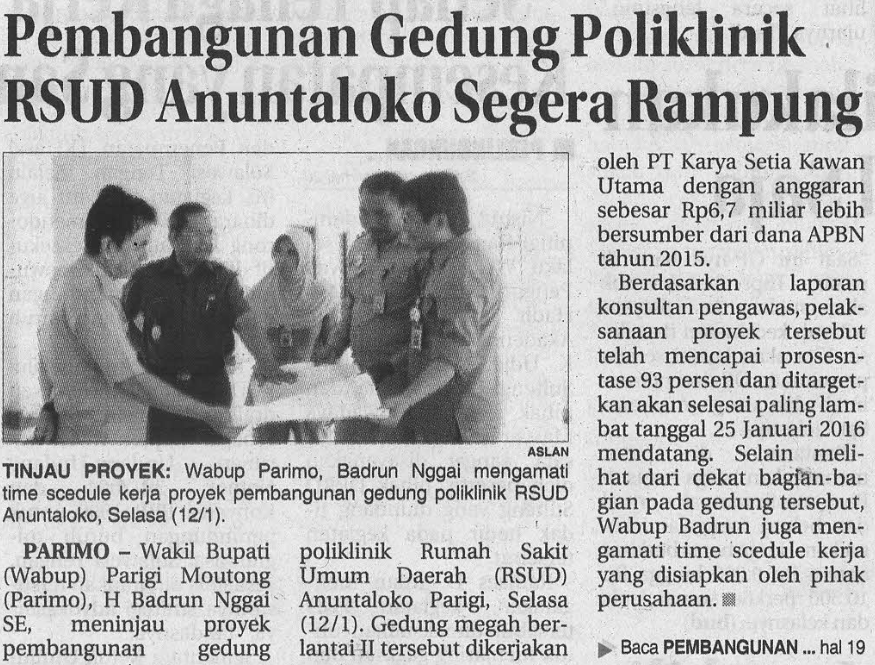 Pembangunan Gedung Poliklinik
RSUD Anuntaloko Segera Rampung
ASLAN
TINJAU PROYEK: Wabup Parimo, Badrun Nggai mengamati
time scedule kerja proyek pembangunan gedung poliklinik RSUD
Anuntaloko, Selasa (12/1).
PARIMO – Wakil Bupati
(Wabup) Parigi Moutong
(Parimo), H Badrun Nggai
SE, meninjau proyek
pembangunan gedung
poliklinik Rumah Sakit
Umum Daerah (RSUD)
Anuntaloko Parigi, Selasa
(12/1). Gedung megah ber-
lantai II tersebut dikerjakan
oleh PT Karya Setia Kawan
Utama dengan anggaran
sebesar Rp6,7 miliar lebih
bersumber dari dana APBN
tahun 2015.
Berdasarkan laporan
konsultan pengawas, pelak-
sanaan proyek tersebut
telah mencapai prosesn-
tase 93 persen dan ditarget-
kan akan selesai paling lam-
bat tanggal 25 Januari 2016
mendatang. Selain meli-
hat dari dekat bagian-ba-
gian pada gedung tersebut,
Wabup Badrun juga men-
gamati time scedule kerja
yang disiapkan oleh pihak
perusahaan.
Baca PEMBANGUNAN ... hal 19